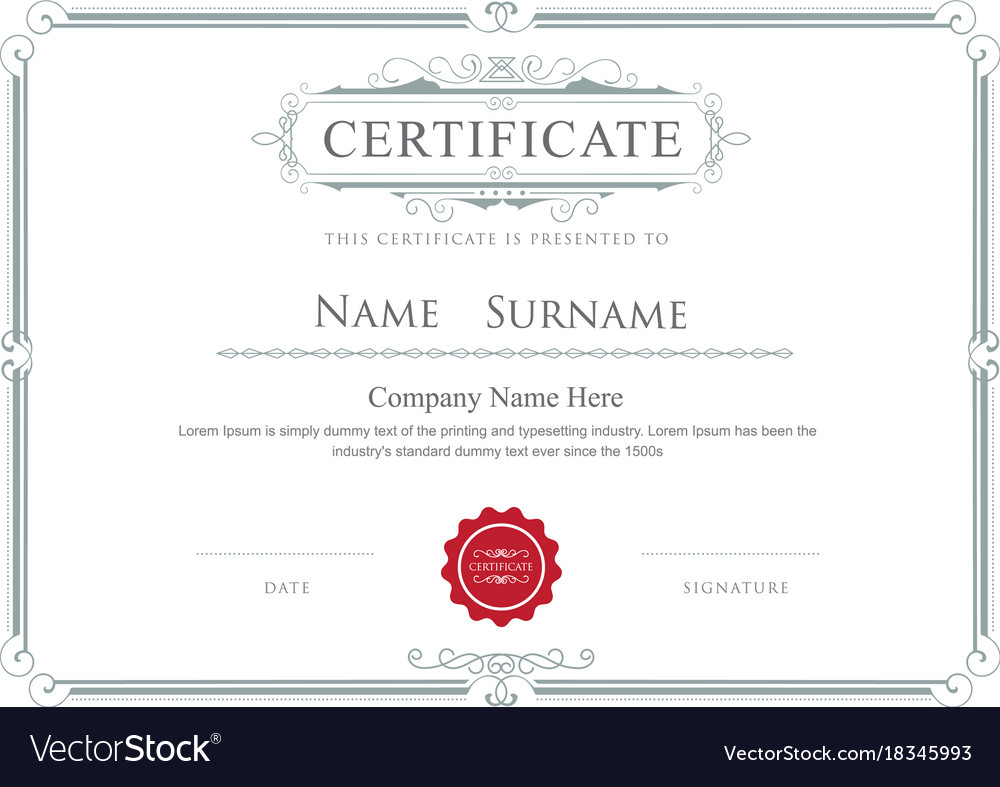 CERTIFICATE
THIS CERTIFICATE IS PRESENTED TO
NAME SURNAME
Company Name Here
Lorem Ipsum is simply dummy text of the printing and typesetting industry. Lorem Ipsum has been the
industry's standard dummy text ever since the 1500s
CERTIFICATE
DATE
SIGNATURE
VectorStock®
VectorStock.com/18345993